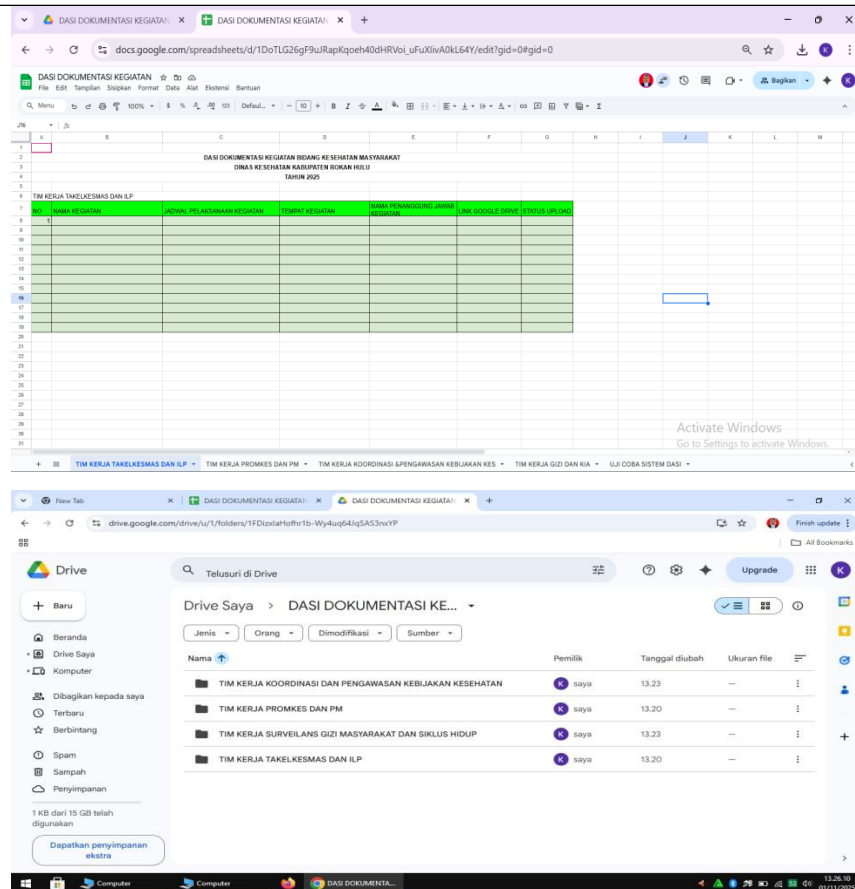 DASI DOKUMENTASI KEGIATAN
DASI DOKUMENTASI KEGIATAN
docs.google.com/spreadsheets/d/1DoTLG26gF9uJRapKqoeh40dHRVoi_uFuXIivA0kL64Y/edit?gid=0#gid=0
DASI DOKUMENTASI KEGIATAN
File Edit Tampilan Sisipkan Format Data Alat Ekstensi Bantuan
Bagikan
Menu 100% $ % 123 Defaul... 10 B I A
J16 fx
A B C D E F G H I J K L M
DASI DOKUMENTASI KEGIATAN BIDANG KESEHATAN MASYARAKAT
DINAS KESEHATAN KABUPATEN ROKAN HULU
TAHUN 2025
TIM KERJA TAKELKESMAS DAN ILP
NO NAMA KEGIATAN JADWAL PELAKSANAAN KEGIATAN TEMPAT KEGIATAN NAMA PENANGGUNG JAWAB KEGIATAN LINK GOOGLE DRIVE STATUS UPLOAD
1
Activate Windows
Go to Settings to activate Windows.
TIM KERJA TAKELKESMAS DAN ILP TIM KERJA PROMKES DAN PM TIM KERJA KOORDINASI &PENGAWASAN KEBIJAKAN KES TIM KERJA GIZI DAN KIA UJI COBA SISTEM DASI
New Tab DASI DOKUMENTASI KEGIATAN DASI DOKUMENTASI KEGIATAN
drive.google.com/drive/u/1/folders/1FDizxlaHofhr1b-Wy4uq64JqSAS3nxYP
Finish update
All Bookmarks
Drive
Telusuri di Drive
Upgrade
K
Baru
Drive Saya > DASI DOKUMENTASI KE...
Beranda
Drive Saya
Komputer
Dibagikan kepada saya
Terbaru
Berbintang
Spam
Sampah
Penyimpanan
1 KB dari 15 GB telah
digunakan
Dapatkan penyimpanan
ekstra
Jenis Orang Dimodifikasi Sumber
Nama Pemilik Tanggal diubah Ukuran file
TIM KERJA KOORDINASI DAN PENGAWASAN KEBIJAKAN KESEHATAN K saya 13.23 —
TIM KERJA PROMKES DAN PM K saya 13.20 —
TIM KERJA SURVEILANS GIZI MASYARAKAT DAN SIKLUS HIDUP K saya 13.23 —
TIM KERJA TAKELKESMAS DAN ILP K saya 13.20 —
Computer Computer DASI DOKUMENTA...
13.26.10
01/11/2025